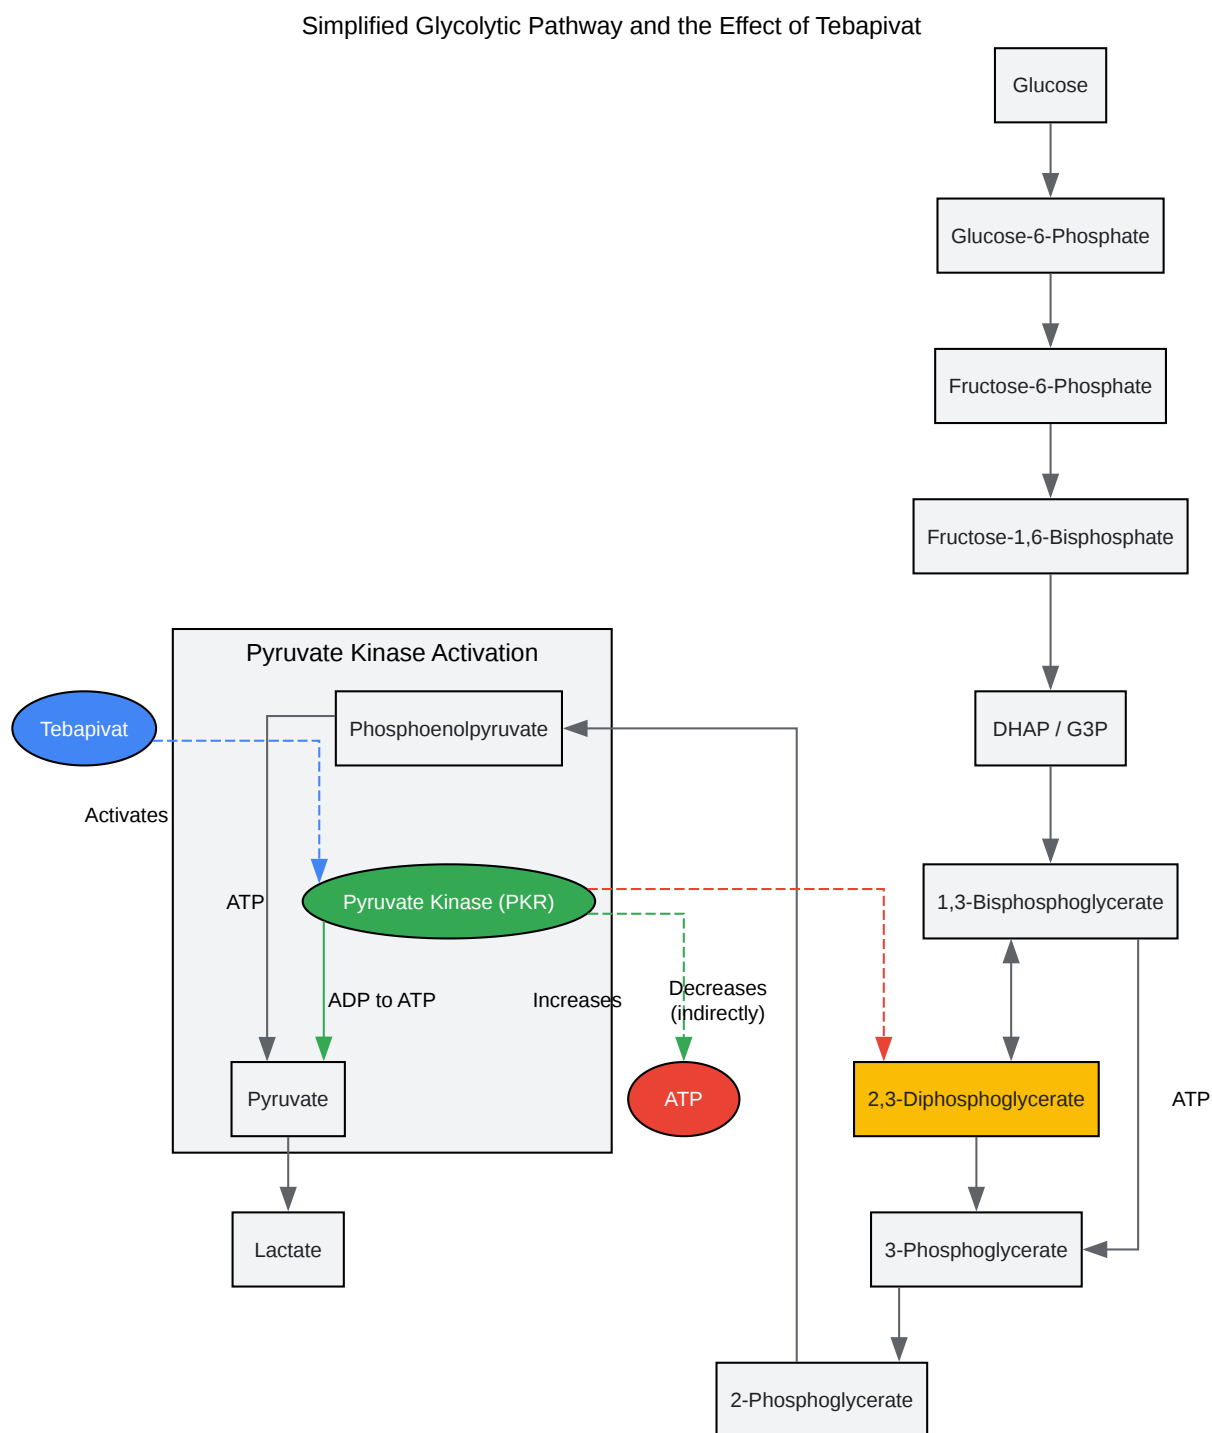 Simplified Glycolytic Pathway and the Effect of Tebapivat
Glucose
Glucose-6-Phosphate
Fructose-6-Phosphate
Fructose-1,6-Bisphosphate
Pyruvate Kinase Activation
Tebapivat
Phosphoenolpyruvate
DHAP / G3P
Activates
ATP
Pyruvate Kinase (PKR)
1,3-Bisphosphoglycerate
ADP to ATP
Increases
Decreases
(indirectly)
Pyruvate
ATP
2,3-Diphosphoglycerate
ATP
Lactate
3-Phosphoglycerate
2-Phosphoglycerate